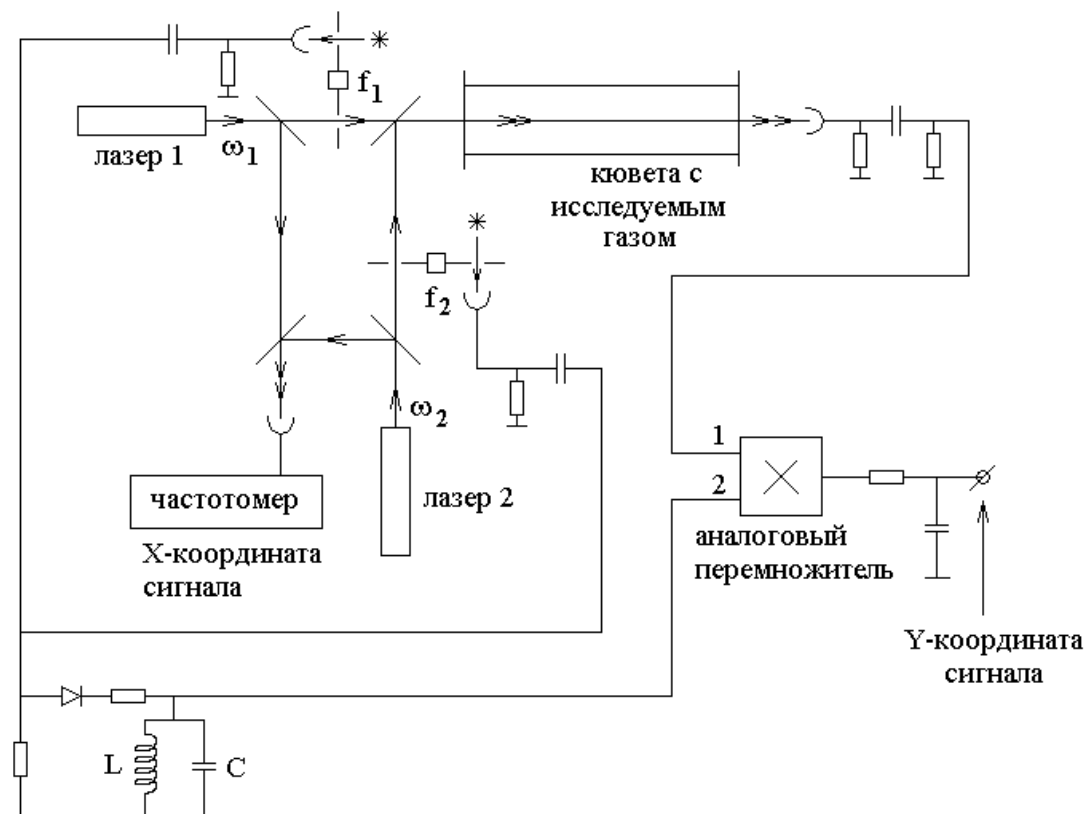 f₁
лазер 1
ω₁
кювета с
исследуемым
газом
f₂
ω₂
лазер 2
частотомер
X-координата
сигнала
1
2
аналоговый
перемножитель
Y-координата
сигнала
L
C